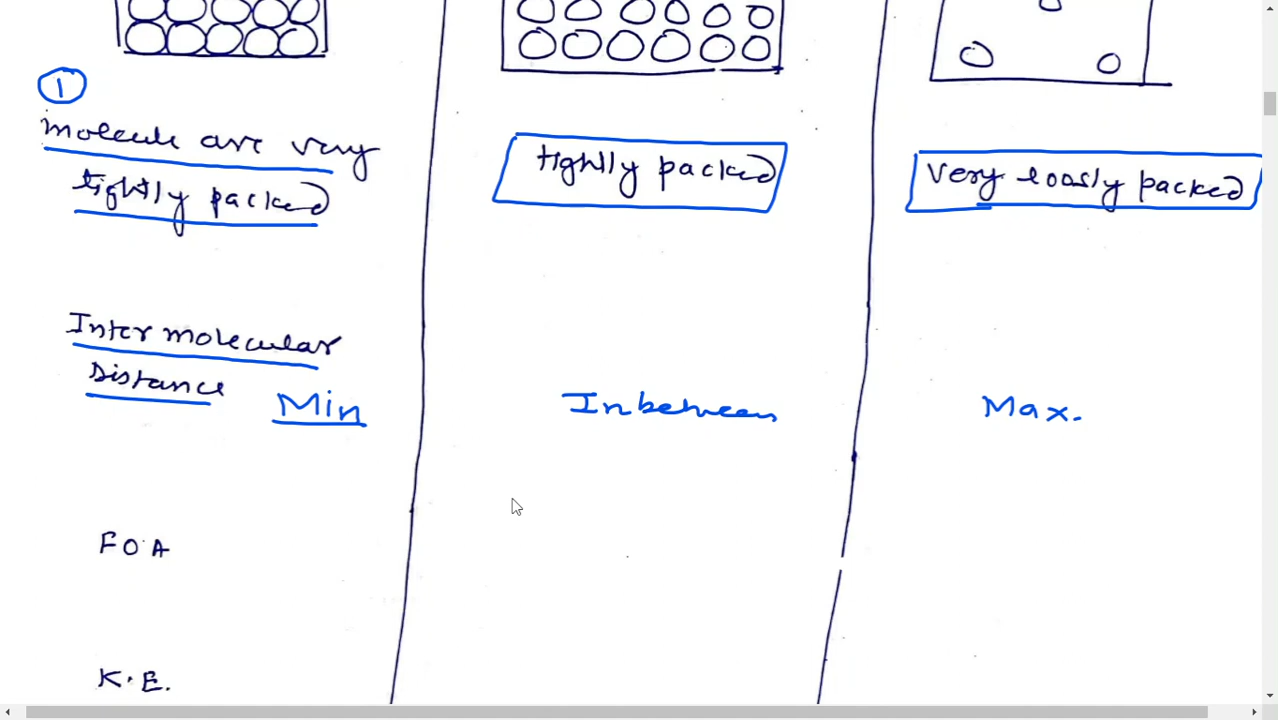 1
molecule are very
tightly packed
tightly packed
very loosly packed
Inter molecular
Distance Min
Inbetween
Max.
F O A
K. E.